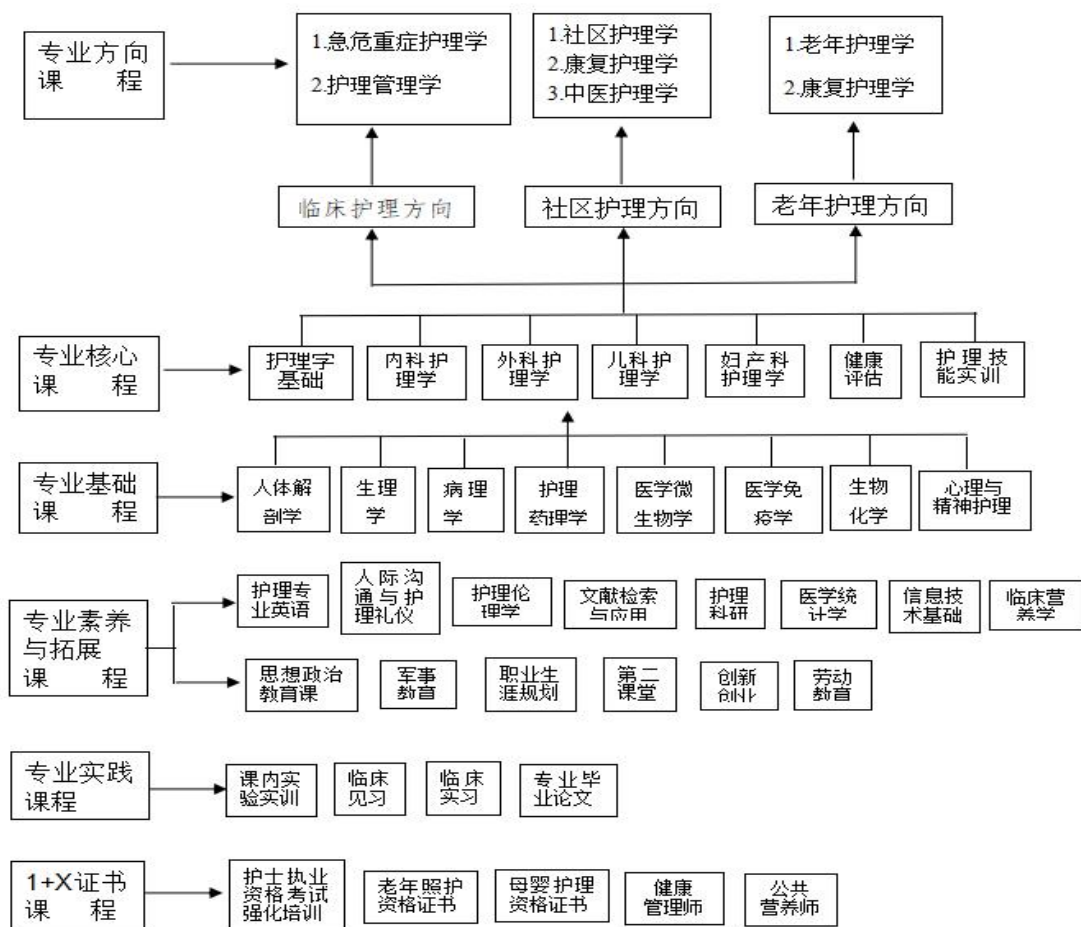 专业方向
课 程
1.急危重症护理学
2.护理管理学
1.社区护理学
2.康复护理学
3.中医护理学
1.老年护理学
2.康复护理学
临床护理方向
社区护理方向
老年护理方向
专业核心
课 程
护理学
基础
内科护
理学
外科护
理学
儿科护
理学
妇产科
护理学
健康
评估
护理技
能实训
专业基础
课 程
人体解
剖学
生理
学
病理
学
护理
药理学
医学微
生物学
医学免
疫学
生物
化学
心理与
精神护理
专业素养
与拓展
课 程
护理专
业英语
人际沟
通与护
理礼仪
护理伦
理学
文献检索
与应用
护理
科研
医学统
计学
信息技
术基础
临床营
养学
思想政治
教育课
军事
教育
职业生
涯规划
第二
课堂
创新
创业
劳动
教育
专业实践
课程
课内实
验实训
临床
见习
临床
实习
专业毕
业论文
1+X证书
课 程
护士执业
资格考试
强化培训
老年照护
资格证书
母婴护理
资格证书
健康
管理师
公共
营养师